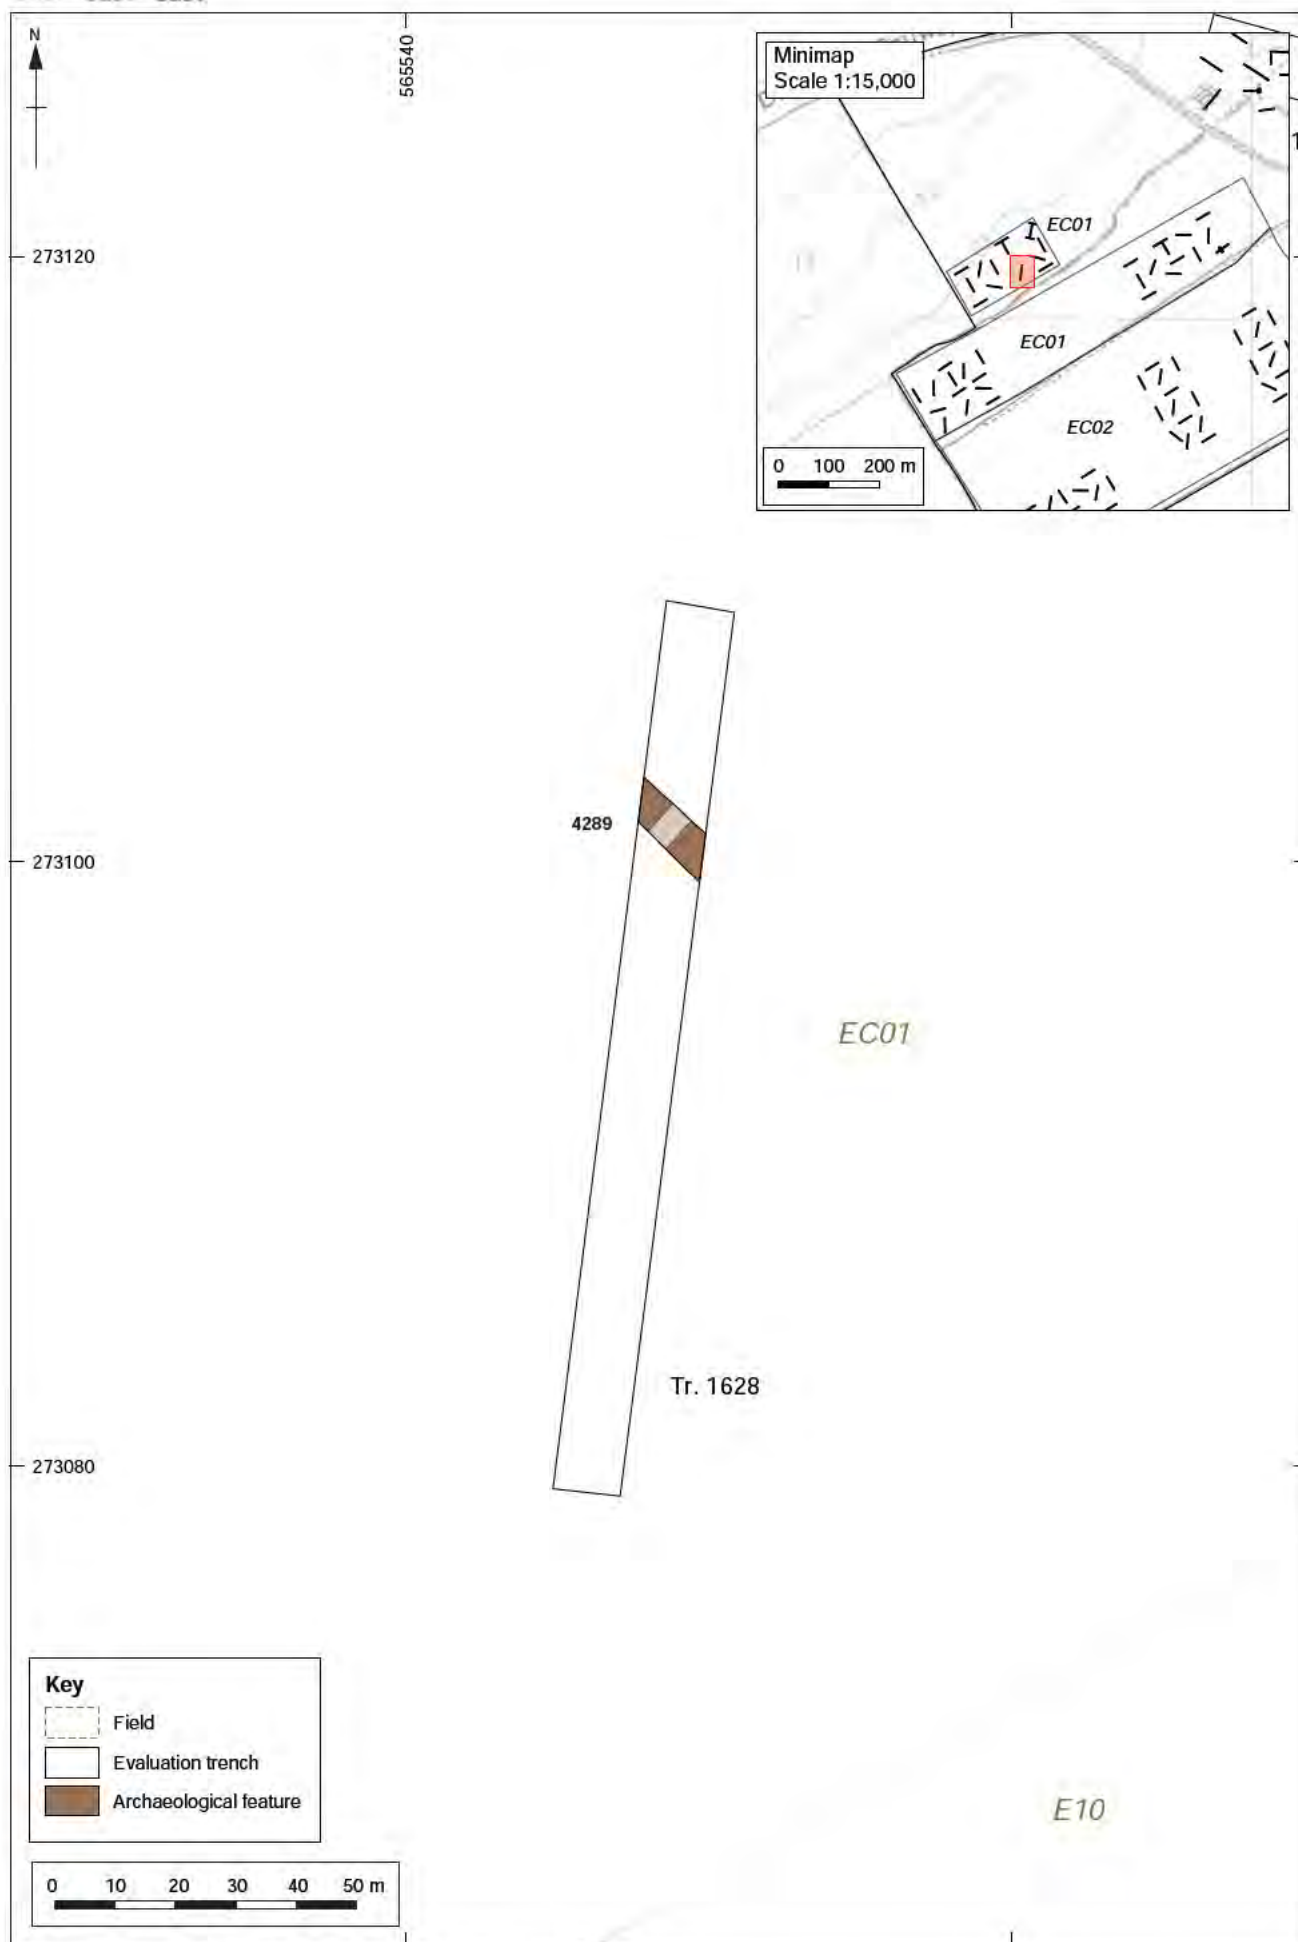 N
565540
Minimap
Scale 1:15,000
EC01
EC01
EC02
0 100 200 m
273120
4289
273100
EC01
Tr. 1628
273080
Key
Field
Evaluation trench
Archaeological feature
E10
0 10 20 30 40 50 m